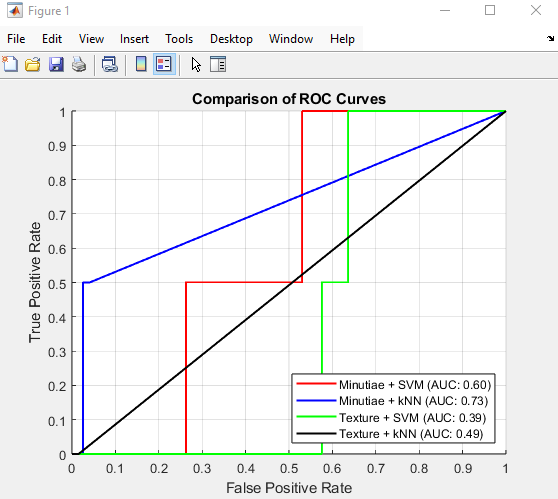 Figure 1
File Edit View Insert Tools Desktop Window Help
Comparison of ROC Curves
1
0.9
0.8
0.7
0.6
0.5
0.4
0.3
0.2
0.1
0
True Positive Rate
Minutiae + SVM (AUC: 0.60)
Minutiae + kNN (AUC: 0.73)
Texture + SVM (AUC: 0.39)
Texture + kNN (AUC: 0.49)
0 0.1 0.2 0.3 0.4 0.5 0.6 0.7 0.8 0.9 1
False Positive Rate